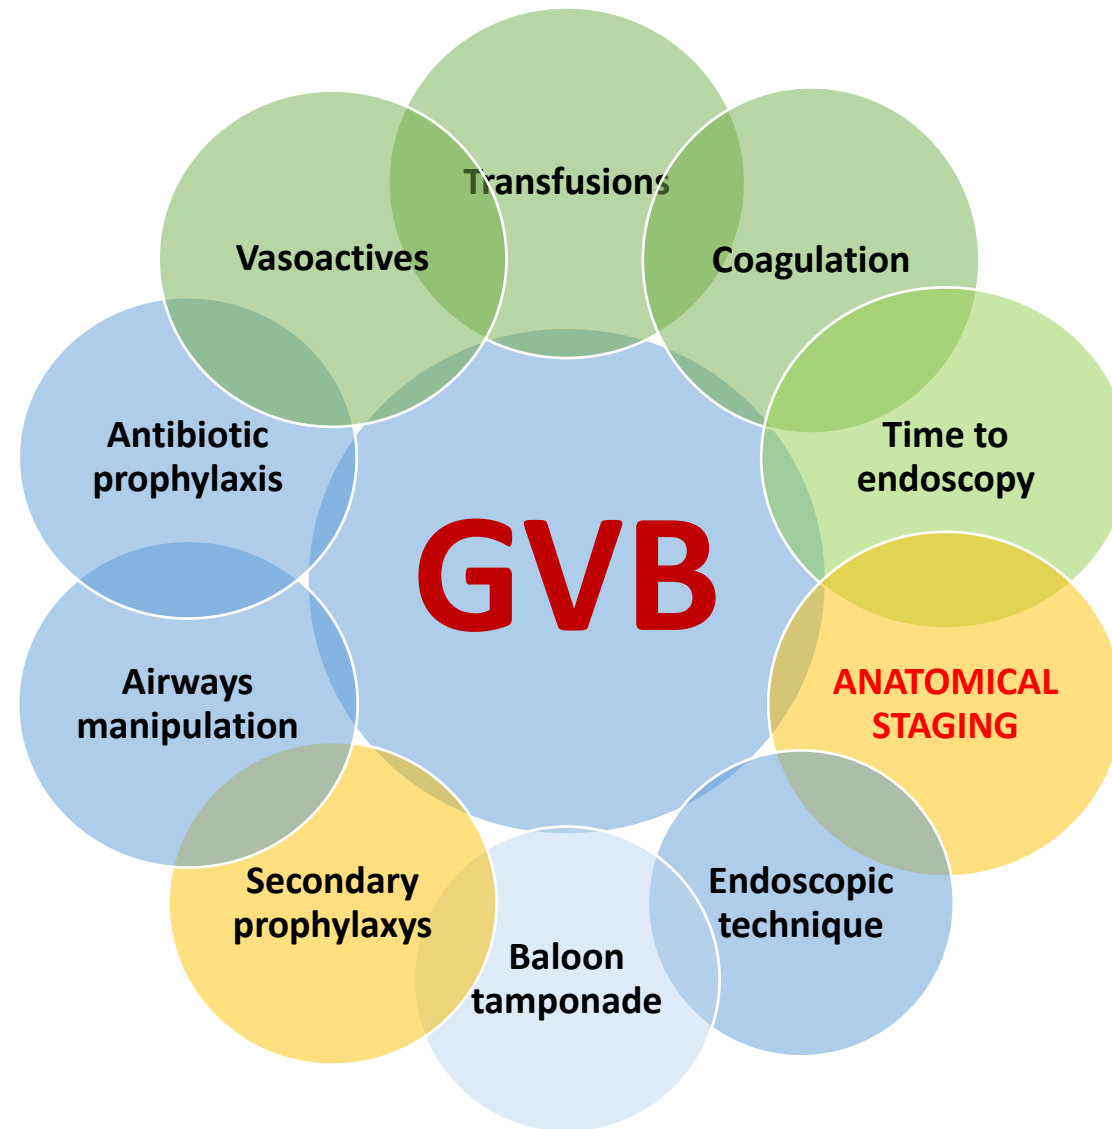 Transfusions
Vasoactives
Coagulation
Antibiotic
prophylaxis
Time to
endoscopy
GVB
Airways
manipulation
ANATOMICAL
STAGING
Secondary
prophylaxys
Endoscopic
technique
Baloon
tamponade